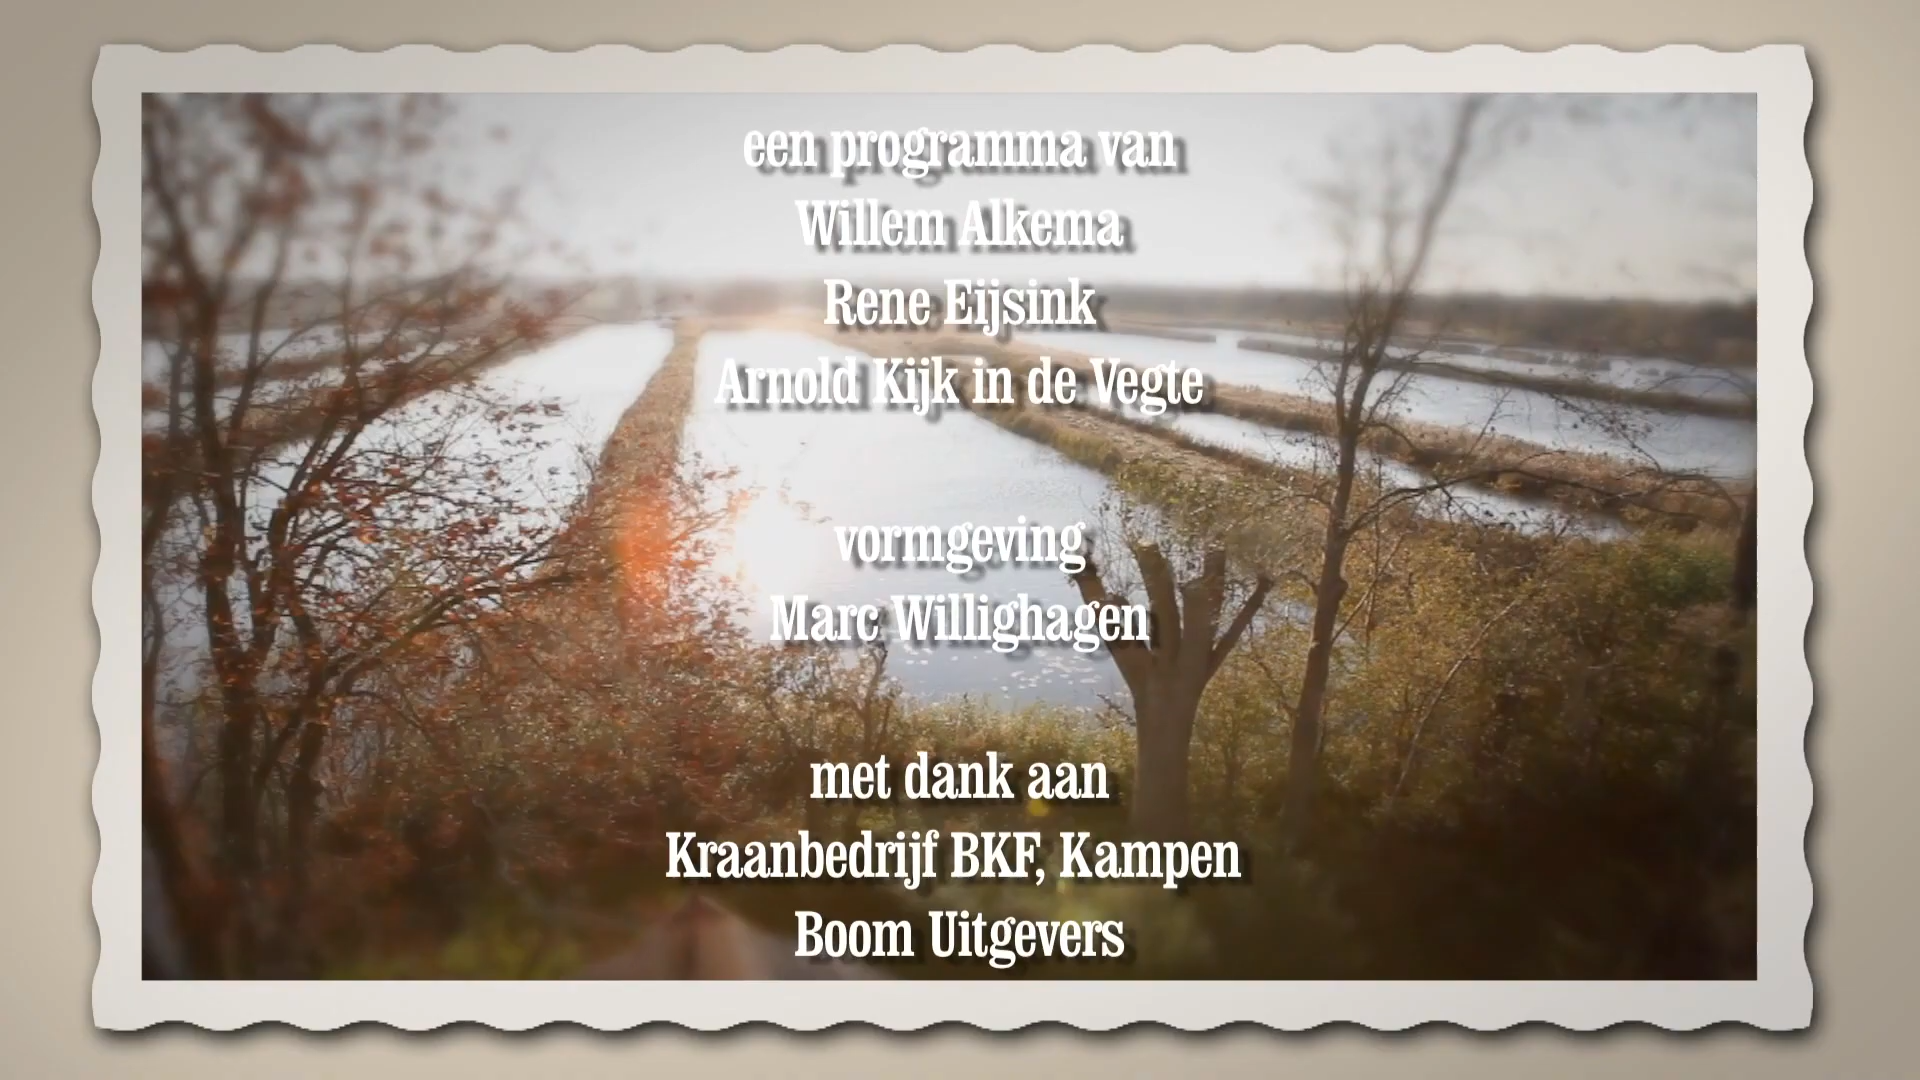 een programma van
Willem Alkema
Rene Eijsink
Arnold Kijk in de Vegte
vormgeving
Marc Willighagen
met dank aan
Kraanbedrijf BKF, Kampen
Boom Uitgevers